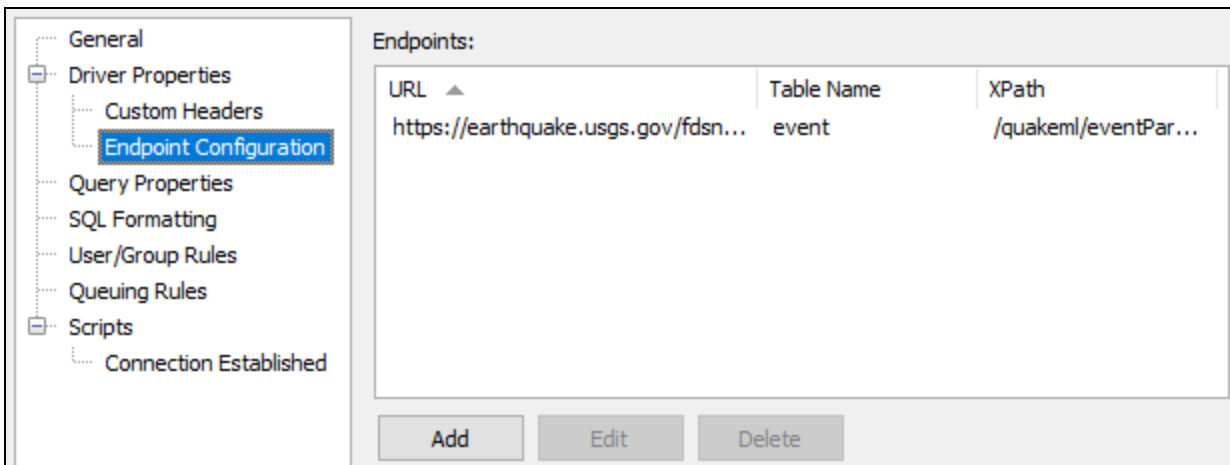 General
Driver Properties
Custom Headers
Endpoint Configuration
Query Properties
SQL Formatting
User/Group Rules
Queuing Rules
Scripts
Connection Established
Endpoints:
URL Table Name XPath
https://earthquake.usgs.gov/fdsn... event /quakeml/eventPar...
Add Edit Delete